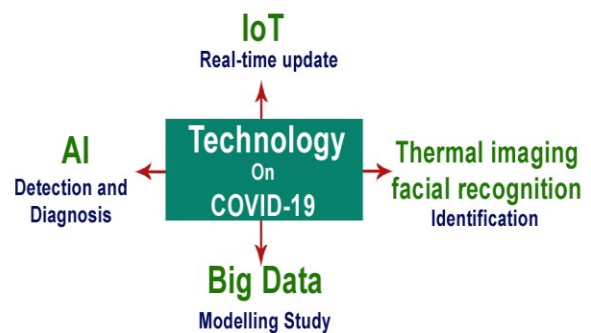 IoT
Real-time update
AI
Detection and
Diagnosis
Technology
On
COVID-19
Thermal imaging
facial recognition
Identification
Big Data
Modelling Study